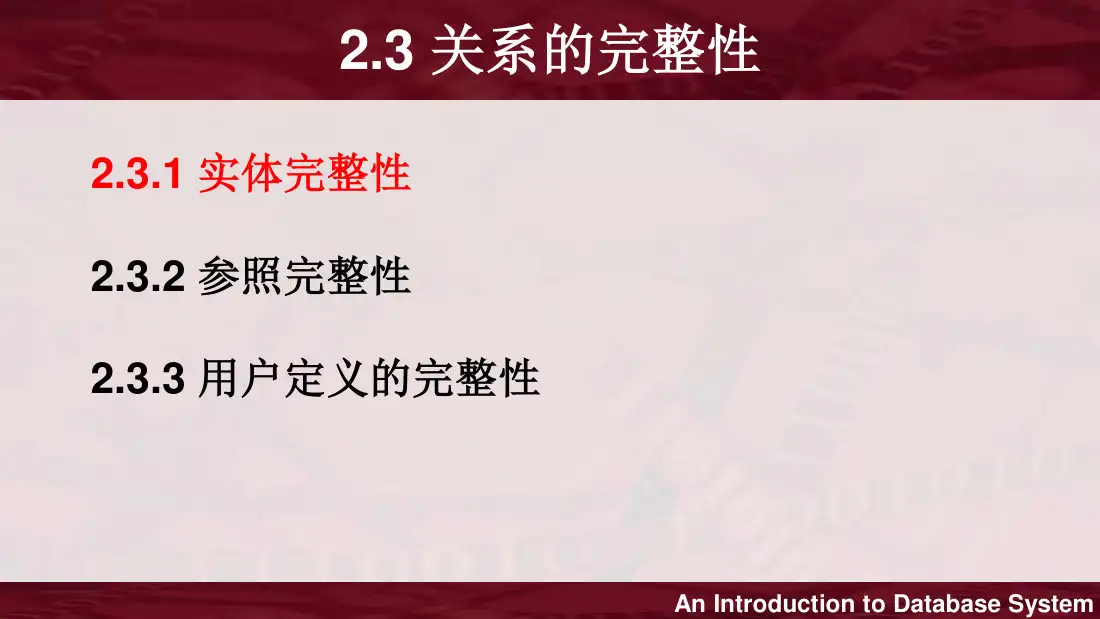 2.3 关系的完整性
2.3.1 实体完整性
2.3.2 参照完整性
2.3.3 用户定义的完整性
An Introduction to Database System